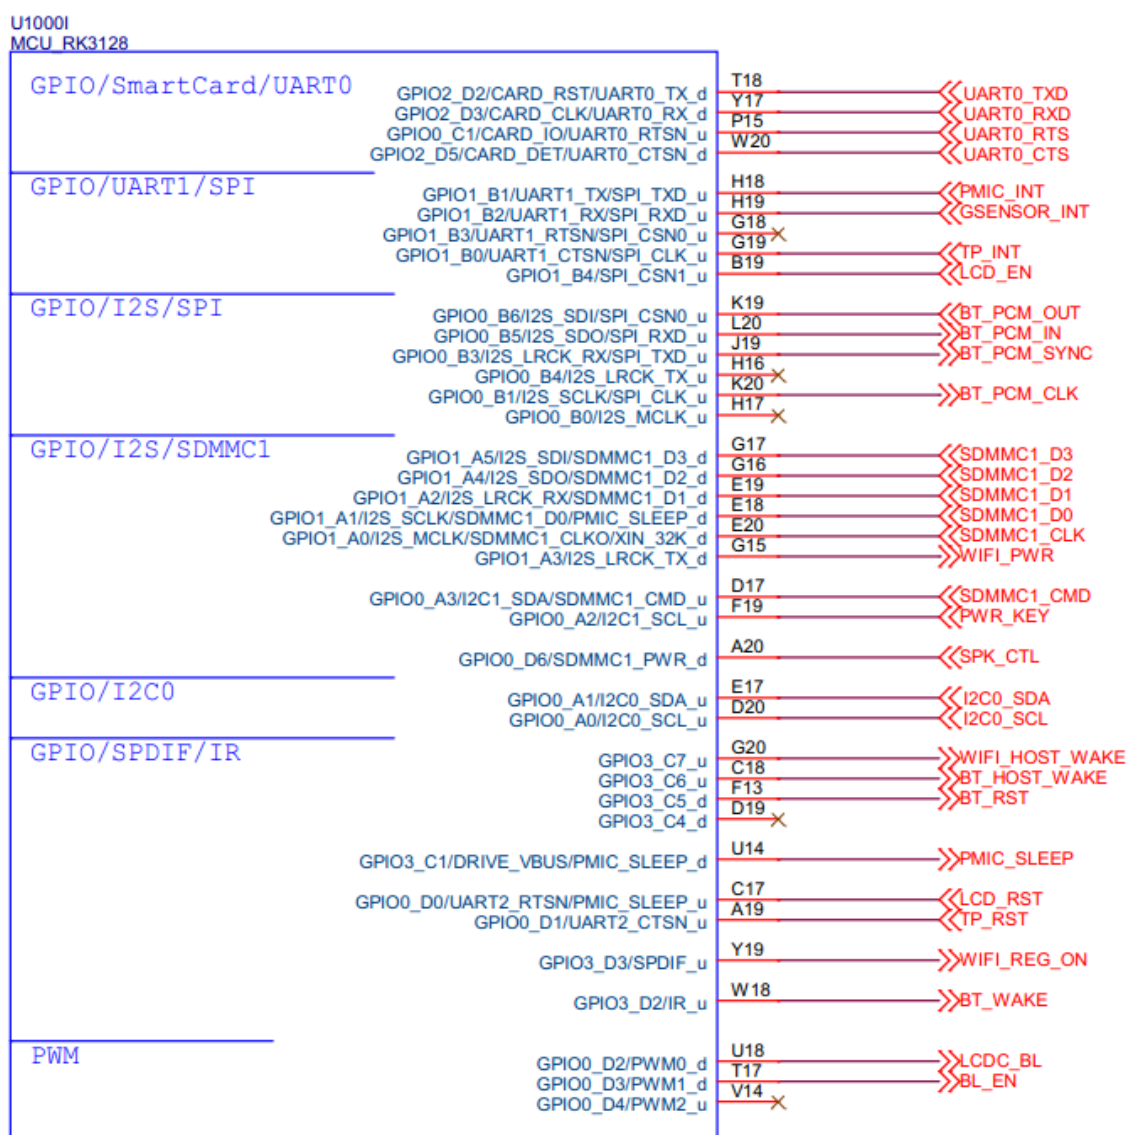 U1000I
MCU_RK3128
GPIO/SmartCard/UART0
GPIO2_D2/CARD_RST/UART0_TX_d T18 UART0_TXD
GPIO2_D3/CARD_CLK/UART0_RX_d Y17 UART0_RXD
GPIO0_C1/CARD_IO/UART0_RTSN_u P15 UART0_RTS
GPIO2_D5/CARD_DET/UART0_CTSN_d W20 UART0_CTS
GPIO/UART1/SPI
GPIO1_B1/UART1_TX/SPI_TXD_u H18 PMIC_INT
GPIO1_B2/UART1_RX/SPI_RXD_u H19 GSENSOR_INT
GPIO1_B3/UART1_RTSN/SPI_CSN0_u G18
GPIO1_B0/UART1_CTSN/SPI_CLK_u G19 TP_INT
GPIO1_B4/SPI_CSN1_u B19 LCD_EN
GPIO/I2S/SPI
GPIO0_B6/I2S_SDI/SPI_CSN0_u K19 BT_PCM_OUT
GPIO0_B5/I2S_SDO/SPI_RXD_u L20 BT_PCM_IN
GPIO0_B3/I2S_LRCK_RX/SPI_TXD_u J19 BT_PCM_SYNC
GPIO0_B4/I2S_LRCK_TX_u H16
GPIO0_B1/I2S_SCLK/SPI_CLK_u K20 BT_PCM_CLK
GPIO0_B0/I2S_MCLK_u H17
GPIO/I2S/SDMMC1
GPIO1_A5/I2S_SDI/SDMMC1_D3_d G17 SDMMC1_D3
GPIO1_A4/I2S_SDO/SDMMC1_D2_d G16 SDMMC1_D2
GPIO1_A2/I2S_LRCK_RX/SDMMC1_D1_d E19 SDMMC1_D1
GPIO1_A1/I2S_SCLK/SDMMC1_D0/PMIC_SLEEP_d E18 SDMMC1_D0
GPIO1_A0/I2S_MCLK/SDMMC1_CLKO/XIN_32K_d E20 SDMMC1_CLK
GPIO1_A3/I2S_LRCK_TX_d G15 WIFI_PWR
GPIO0_A3/I2C1_SDA/SDMMC1_CMD_u D17 SDMMC1_CMD
GPIO0_A2/I2C1_SCL_u F19 PWR_KEY
GPIO0_D6/SDMMC1_PWR_d A20 SPK_CTL
GPIO/I2C0
GPIO0_A1/I2C0_SDA_u E17 I2C0_SDA
GPIO0_A0/I2C0_SCL_u D20 I2C0_SCL
GPIO/SPDIF/IR
GPIO3_C7_u G20 WIFI_HOST_WAKE
GPIO3_C6_u C18 BT_HOST_WAKE
GPIO3_C5_d F13 BT_RST
GPIO3_C4_d D19
GPIO3_C1/DRIVE_VBUS/PMIC_SLEEP_d U14 PMIC_SLEEP
GPIO0_D0/UART2_RTSN/PMIC_SLEEP_u C17 LCD_RST
GPIO0_D1/UART2_CTSN_u A19 TP_RST
GPIO3_D3/SPDIF_u Y19 WIFI_REG_ON
GPIO3_D2/IR_u W18 BT_WAKE
PWM
GPIO0_D2/PWM0_d U18 LCDC_BL
GPIO0_D3/PWM1_d T17 BL_EN
GPIO0_D4/PWM2_u V14